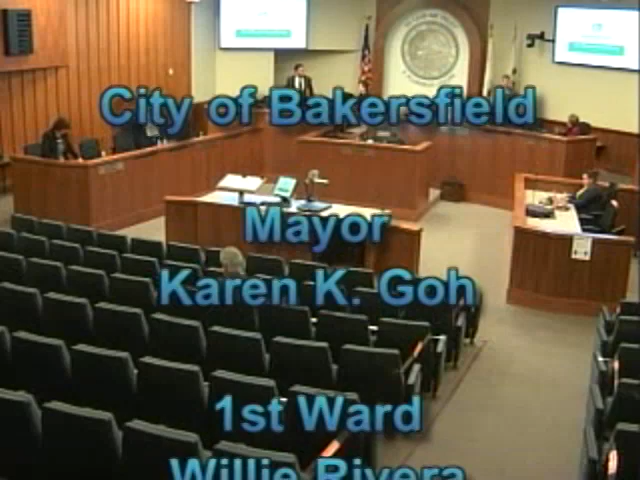 City of Bakersfield
Mayor
Karen K. Goh
1st Ward
Willie Rivera